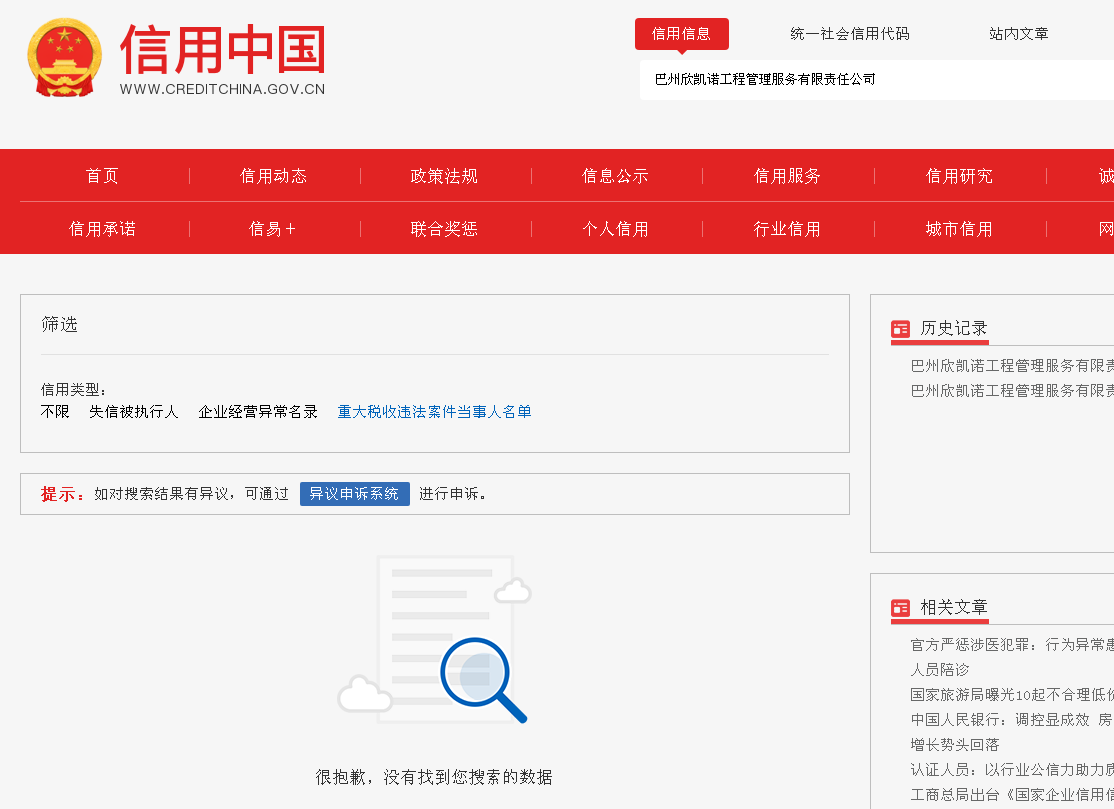 信用中国
WWW.CREDITCHINA.GOV.CN
信用信息 统一社会信用代码 站内文章
巴州欣凯诺工程管理服务有限责任公司
首页 信用动态 政策法规 信息公示 信用服务 信用研究 诚
信用承诺 信易+ 联合奖惩 个人信用 行业信用 城市信用 网
筛选
信用类型：
不限 失信被执行人 企业经营异常名录 重大税收违法案件当事人名单
提示：如对搜索结果有异议，可通过 异议申诉系统 进行申诉。
很抱歉，没有找到您搜索的数据
历史记录
巴州欣凯诺工程管理服务有限责
巴州欣凯诺工程管理服务有限责
相关文章
官方严惩涉医犯罪：行为异常患
人员陪诊
国家旅游局曝光10起不合理低价
中国人民银行：调控显成效 房
增长势头回落
认证人员：以行业公信力助力质
工商总局出台《国家企业信用信